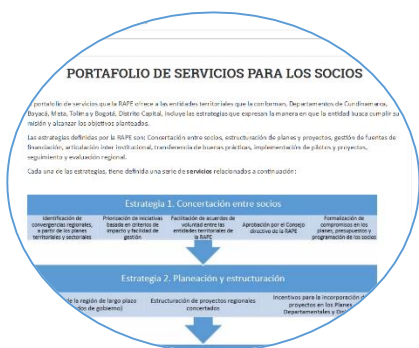 PORTAFOLIO DE SERVICIOS PARA LOS SOCIOS
portafolio de servicios que la RAPE ofrece a las entidades territoriales que la conforman, Departamentos de Cundinamarca,
Boyacá, Meta, Tolima y Bogotá, Distrito Capital, incluye las estrategias que expresan la manera en que la entidad busca cumplir su
misión y alcanzar los objetivos planteados.
Las estrategias definidas por la RAPE son: Concertación entre socios, estructuración de planes y proyectos, gestión de fuentes de
financiación, articulación inter institucional, transferencia de buenas prácticas, implementación de pilotos y proyectos,
seguimiento y evaluación regional.
Cada una de las estrategias, tiene definida una serie de servicios relacionados a continuación:
Estrategia 1. Concertación entre socios
Identificación de convergencias regionales, a partir de los planes territoriales y sectoriales
Priorización de iniciativas basada en criterios de impacto y facilidad de gestión
Facilitación de acuerdos de voluntad entre las entidades territoriales de la RAPE
Aprobación por el Consejo directivo de la RAPE
Formalización de compromisos en los planes, presupuestos y programación de los socios
Estrategia 2. Planeación y estructuración
de la región de largo plazo
de gobierno)
Estructuración de proyectos regionales concertados
Incentivos para la incorporación
proyectos en los Planes
Departamentales y